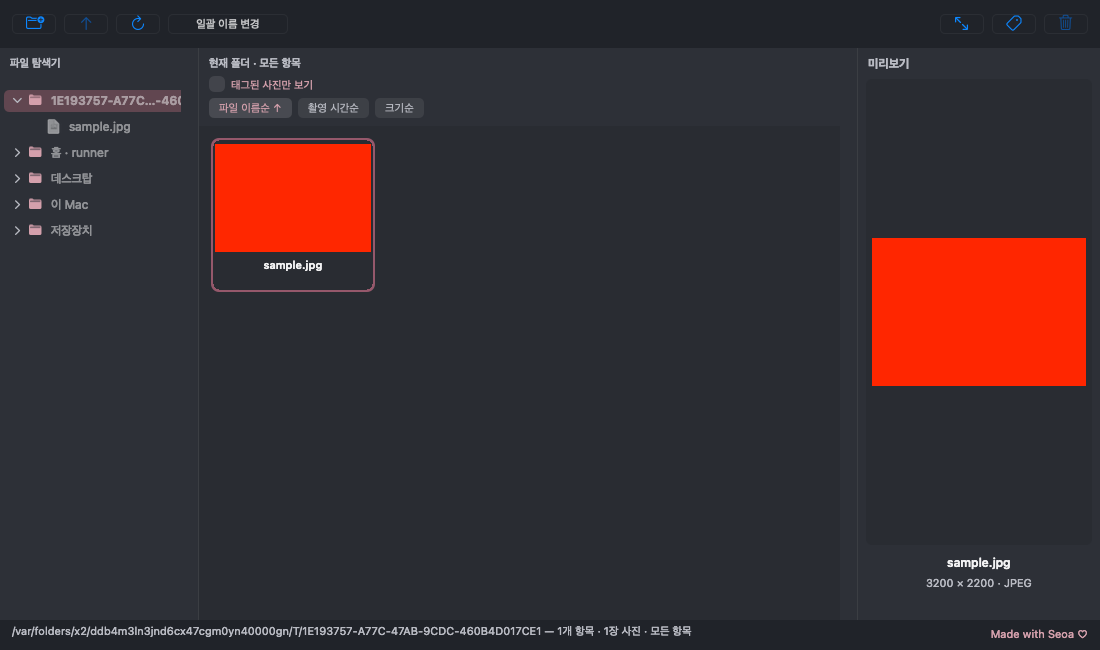 일괄 이름 변경
파일 탐색기
1E193757-A77C...-460
sample.jpg
홈 · runner
데스크탑
이 Mac
저장장치
현재 폴더 · 모든 항목
태그된 사진만 보기
파일 이름순 ↑ 촬영 시간순 크기순
sample.jpg
미리보기
sample.jpg
3200 × 2200 · JPEG
/var/folders/x2/ddb4m3ln3jnd6cx47cgm0yn40000gn/T/1E193757-A77C-47AB-9CDC-460B4D017CE1 — 1개 항목 · 1장 사진 · 모든 항목
Made with Seoa ♡